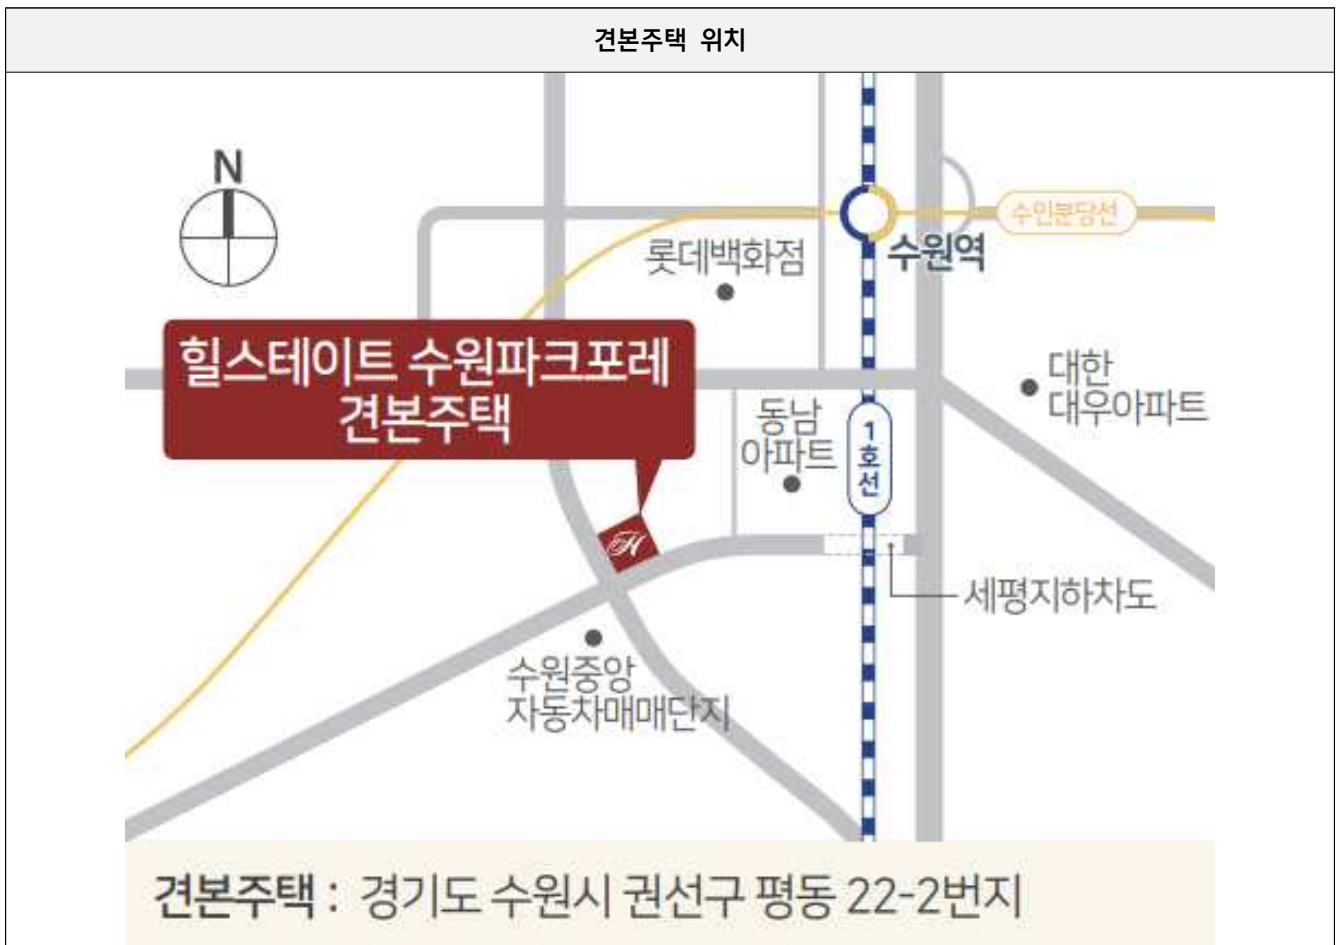 견본주택 위치
N
수인분당선
수원역
롯데백화점
힐스테이트 수원파크포레
견본주택
대한
대우아파트
동남
아파트
1호선
H
세평지하차도
수원중앙
자동차매매단지
견본주택 : 경기도 수원시 권선구 평동 22-2번지